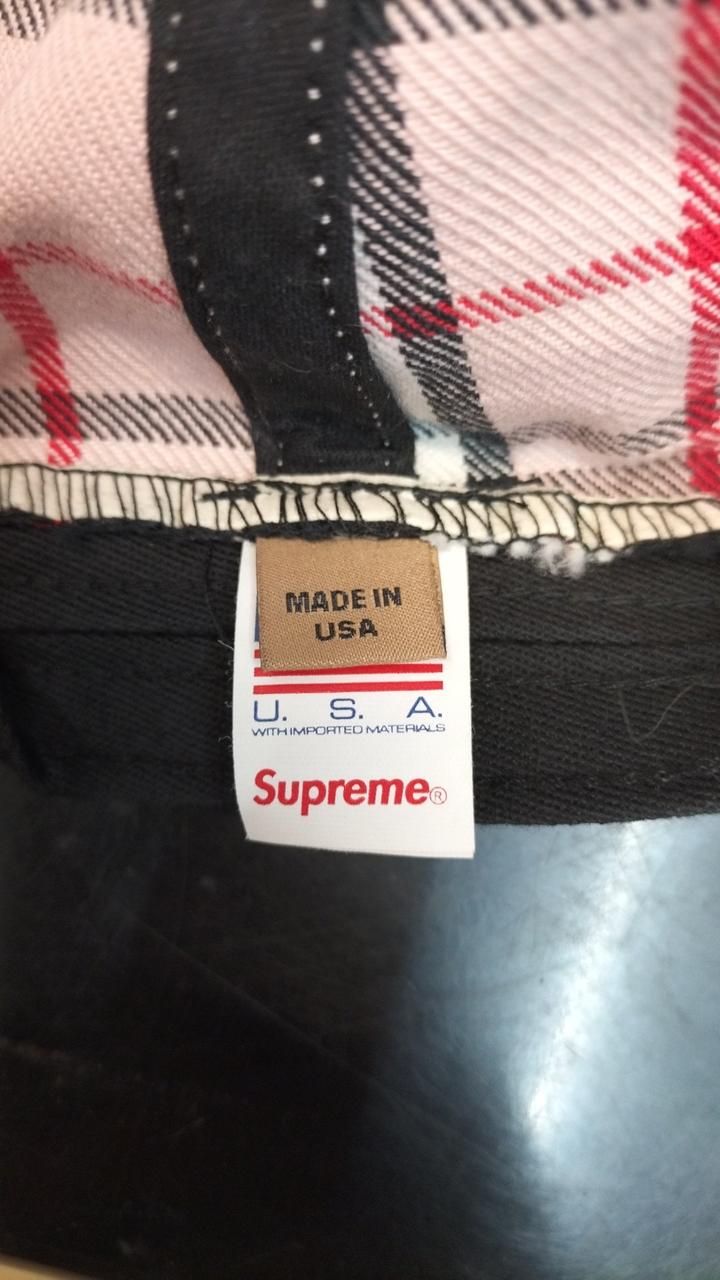 MADE IN
USA
U. S. A.
WITH IMPORTED MATERIALS
Supreme®